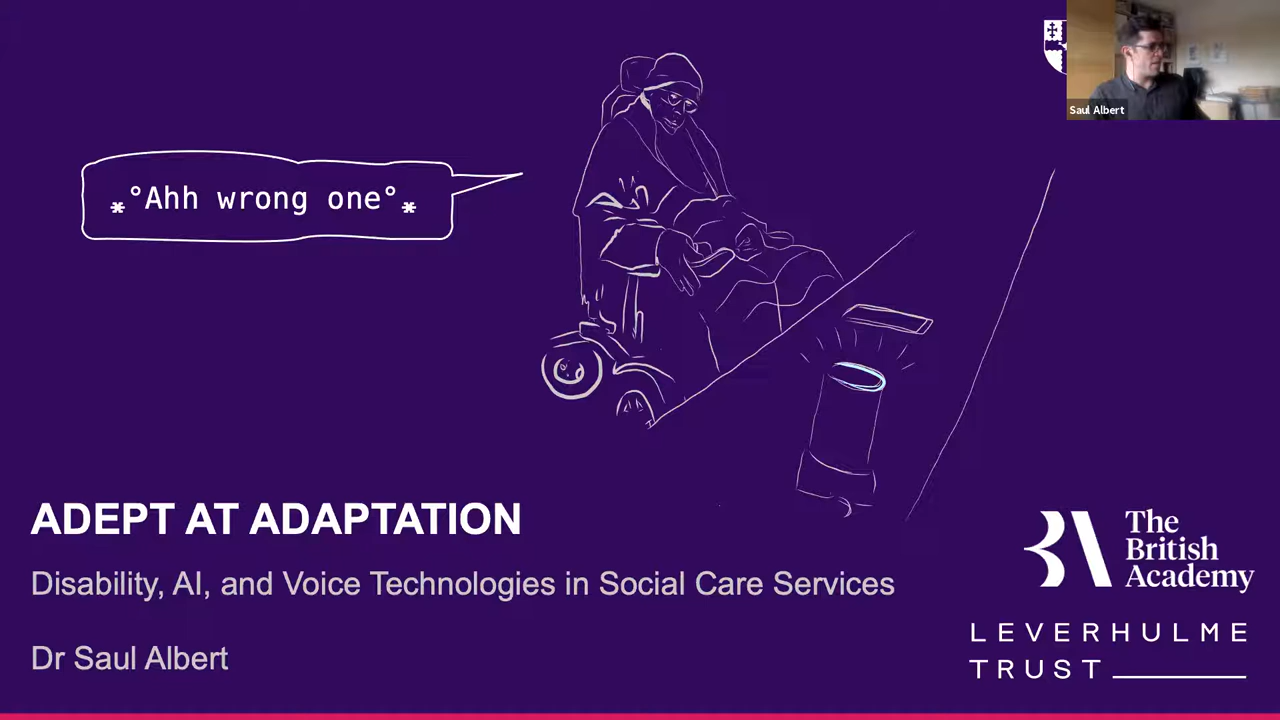 Saul Albert
*°Ahh wrong one°*
ADEPT AT ADAPTATION
Disability, AI, and Voice Technologies in Social Care Services
Dr Saul Albert
The
British
Academy
LEVERHULME
TRUST